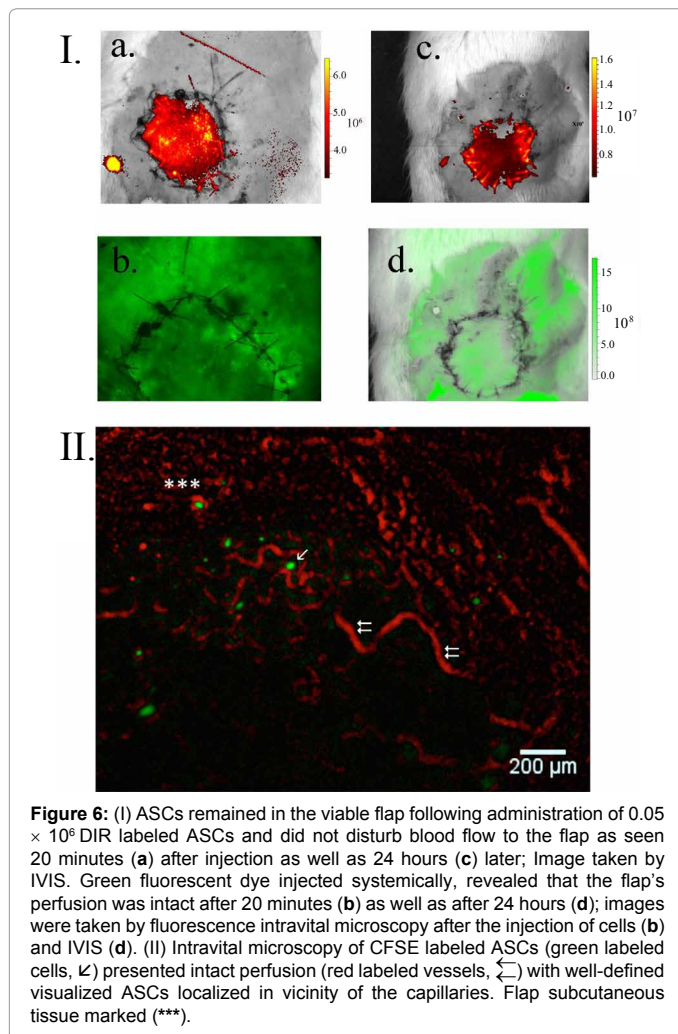 I.
a.
6.0
5.0
10⁶
4.0
c.
1.6
1.4
1.2
10⁷
1.0
0.8
b.
d.
15
10.0
10⁸
5.0
0.0
II.
***
200 µm
Figure 6: (I) ASCs remained in the viable flap following administration of 0.05
× 10⁶ DIR labeled ASCs and did not disturb blood flow to the flap as seen
20 minutes (a) after injection as well as 24 hours (c) later; Image taken by
IVIS. Green fluorescent dye injected systemically, revealed that the flap's
perfusion was intact after 20 minutes (b) as well as after 24 hours (d); images
were taken by fluorescence intravital microscopy after the injection of cells (b)
and IVIS (d). (II) Intravital microscopy of CFSE labeled ASCs (green labeled
cells, ↙) presented intact perfusion (red labeled vessels, ⇇) with well-defined
visualized ASCs localized in vicinity of the capillaries. Flap subcutaneous
tissue marked (***).